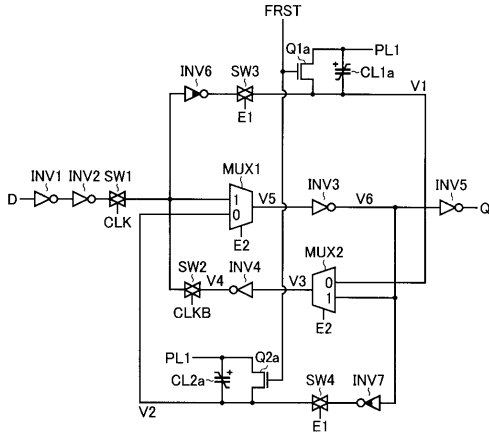 FRST
Q1a
PL1
CL1a
+
INV6
SW3
V1
E1
MUX1
INV1
INV2
SW1
INV3
INV5
D
1
0
V5
V6
Q
CLK
E2
MUX2
SW2
INV4
V4
V3
0
1
CLKB
E2
PL1
Q2a
CL2a
+
SW4
INV7
V2
E1